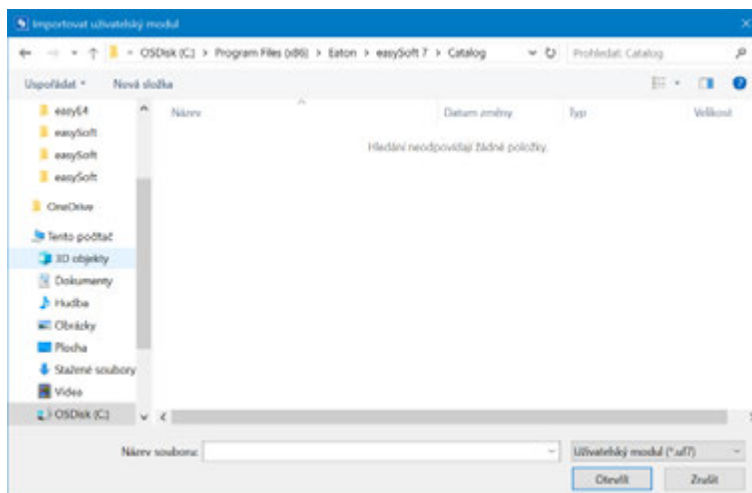 Importovat uživatelský modul
OSDisk (C:) > Program Files (x86) > Eaton > easySoft 7 > Catalog
Prohledat: Catalog
Uspořádat
Nová složka
Název
Datum změny
Typ
Velikost
Hledání neodpovídají žádné položky.
easyE4
easySoft
easySoft
easySoft
OneDrive
Tento počítač
3D objekty
Dokumenty
Hudba
Obrázky
Plocha
Stažené soubory
Videa
OSDisk (C:)
Název souboru:
Uživatelský modul (*.uf7)
Otevřít
Zrušit